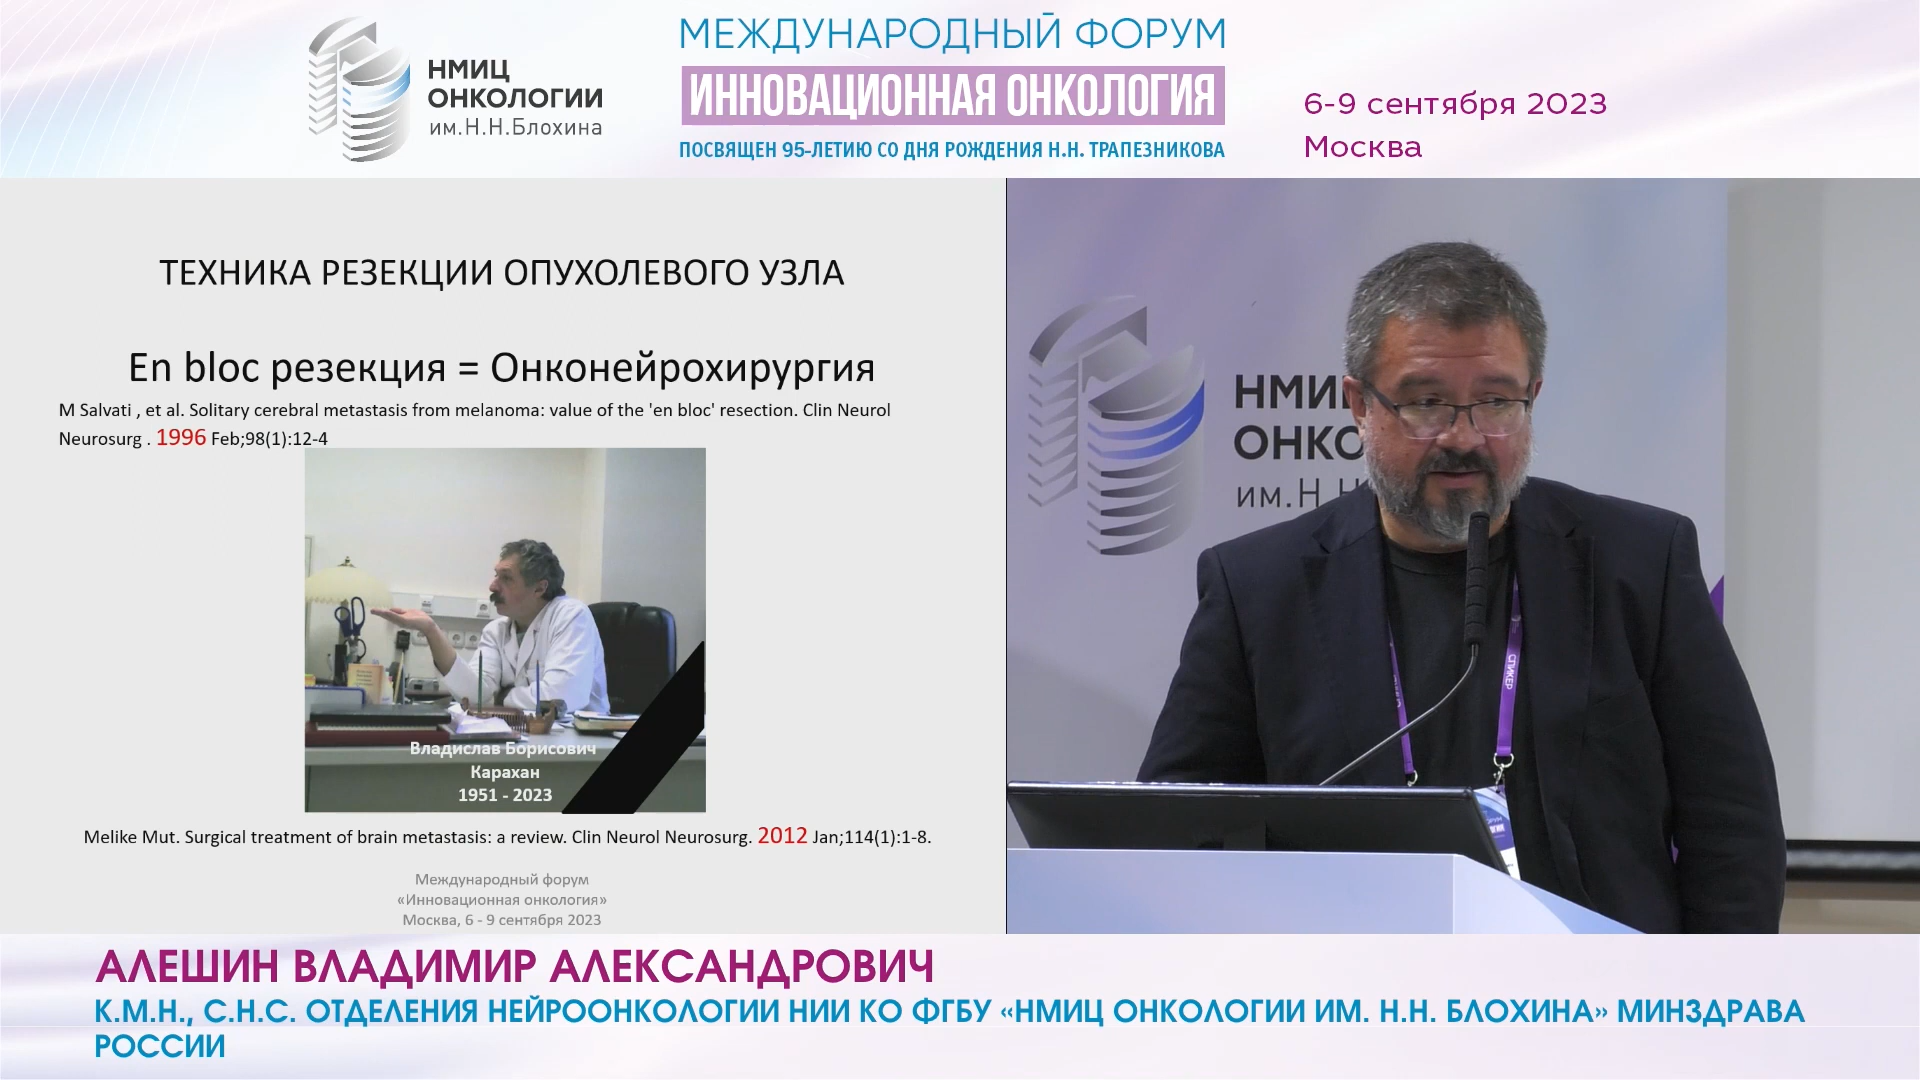 НМИЦ
ОНКОЛОГИИ
им.Н.Н.Блохина
МЕЖДУНАРОДНЫЙ ФОРУМ
ИННОВАЦИОННАЯ ОНКОЛОГИЯ
ПОСВЯЩЕН 95-ЛЕТИЮ СО ДНЯ РОЖДЕНИЯ Н.Н. ТРАПЕЗНИКОВА
6-9 сентября 2023
Москва
ТЕХНИКА РЕЗЕКЦИИ ОПУХОЛЕВОГО УЗЛА
En bloc резекция = Онконейрохирургия
M Salvati , et al. Solitary cerebral metastasis from melanoma: value of the 'en bloc' resection. Clin Neurol
Neurosurg . 1996 Feb;98(1):12-4
Владислав Борисович
Карахан
1951 - 2023
Melike Mut. Surgical treatment of brain metastasis: a review. Clin Neurol Neurosurg. 2012 Jan;114(1):1-8.
Международный форум
«Инновационная онкология»
Москва, 6 - 9 сентября 2023
НМИ
ОНКО
им.Н Н
СПИКЕР
АЛЕШИН ВЛАДИМИР АЛЕКСАНДРОВИЧ
К.М.Н., С.Н.С. ОТДЕЛЕНИЯ НЕЙРООНКОЛОГИИ НИИ КО ФГБУ «НМИЦ ОНКОЛОГИИ ИМ. Н.Н. БЛОХИНА» МИНЗДРАВА
РОССИИ